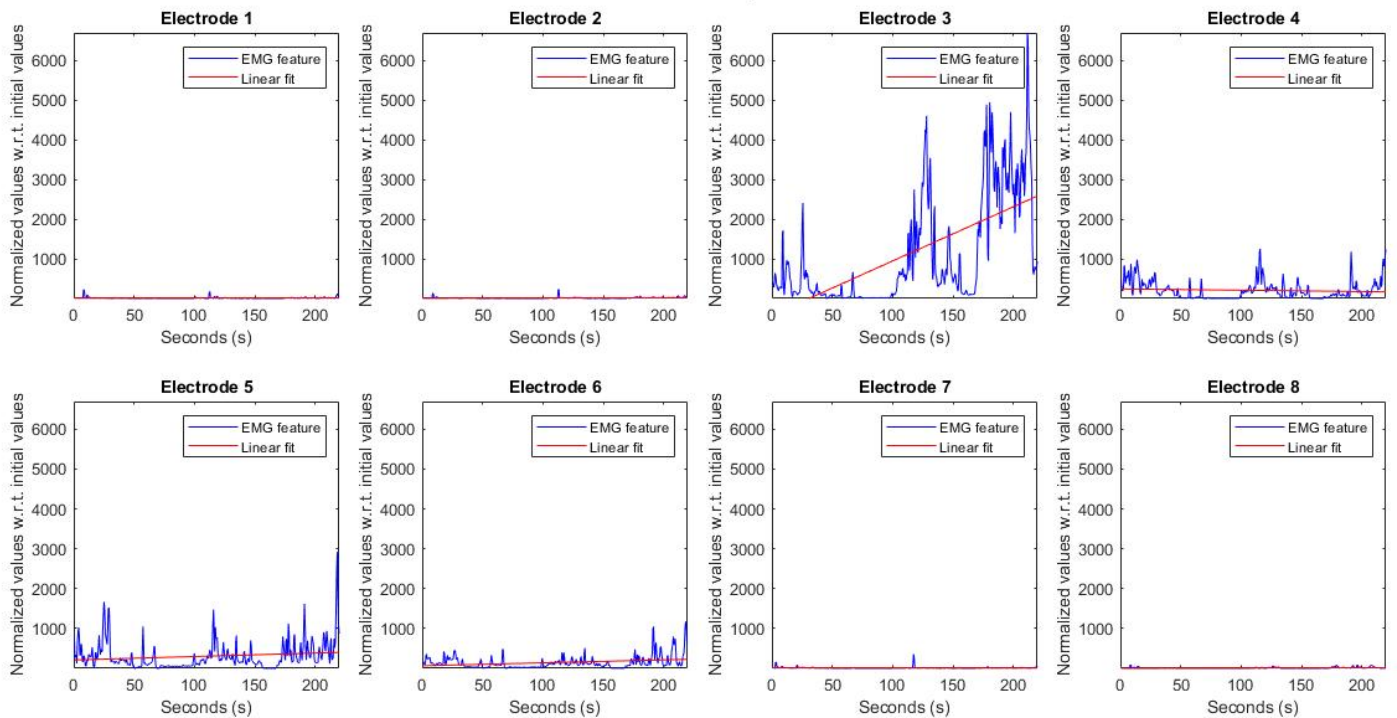 Electrode 1
Normalized values w.r.t. initial values
6000
5000
4000
3000
2000
1000
EMG feature
Linear fit
0 50 100 150 200
Seconds (s)
Electrode 2
Normalized values w.r.t. initial values
6000
5000
4000
3000
2000
1000
EMG feature
Linear fit
0 50 100 150 200
Seconds (s)
Electrode 3
Normalized values w.r.t. initial values
6000
5000
4000
3000
2000
1000
EMG feature
Linear fit
0 50 100 150 200
Seconds (s)
Electrode 4
Normalized values w.r.t. initial values
6000
5000
4000
3000
2000
1000
EMG feature
Linear fit
0 50 100 150 200
Seconds (s)
Electrode 5
Normalized values w.r.t. initial values
6000
5000
4000
3000
2000
1000
EMG feature
Linear fit
0 50 100 150 200
Seconds (s)
Electrode 6
Normalized values w.r.t. initial values
6000
5000
4000
3000
2000
1000
EMG feature
Linear fit
0 50 100 150 200
Seconds (s)
Electrode 7
Normalized values w.r.t. initial values
6000
5000
4000
3000
2000
1000
EMG feature
Linear fit
0 50 100 150 200
Seconds (s)
Electrode 8
Normalized values w.r.t. initial values
6000
5000
4000
3000
2000
1000
EMG feature
Linear fit
0 50 100 150 200
Seconds (s)